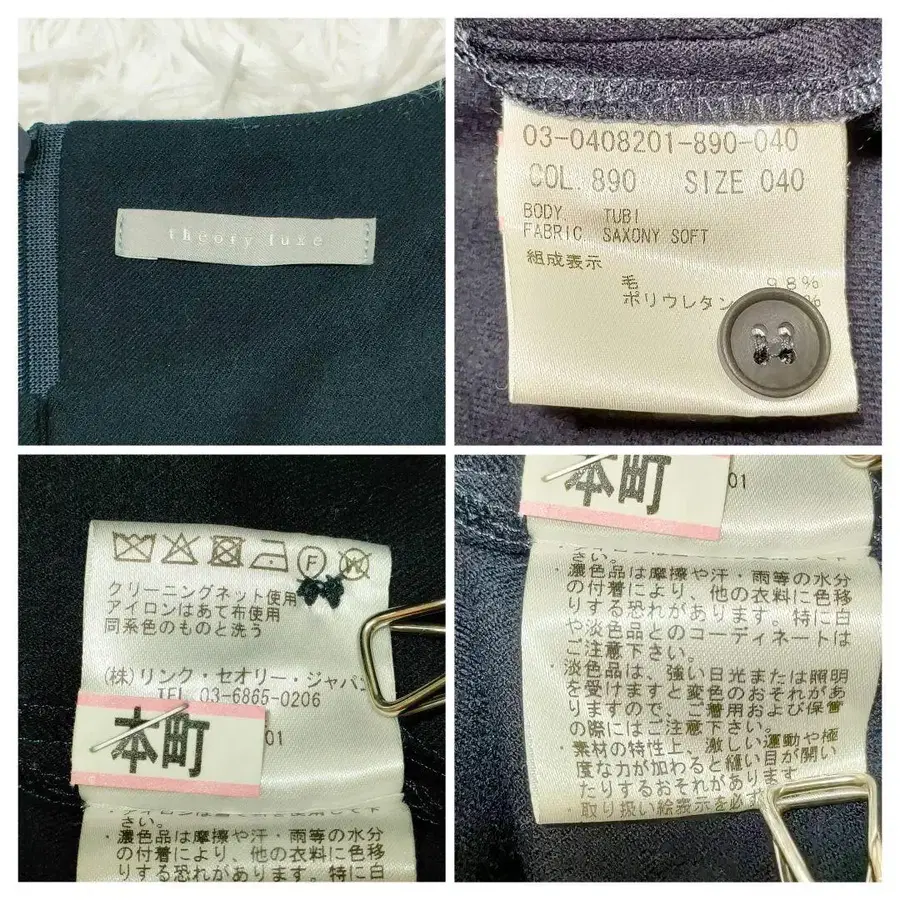 theory luxe
03-0408201-890-040
COL. 890 SIZE 040
BODY. TUBI
FABRIC. SAXONY SOFT
組成表示
毛 98%
ポリウレタン %
F
W
クリーニングネット使用
アイロンはあて布使用
同系色のものと洗う
(株)リンク・セオリー・ジャパン
TEL 03-6865-0206
本町
01
・濃色品は摩擦や汗・雨等の水分
の付着により、他の衣料に色移
りする恐れがあります。特に白
本町
01
さい。
・濃色品は摩擦や汗・雨等の水分
の付着により、他の衣料に色移
りする恐れがあります。特に白
や淡色品とのコーディネートは
ご注意下さい。
・淡色品は、強い日光または照明
を受けますと変色のおそれがあ
りますので、ご着用および保管
の際にはご注意下さい。
・素材の特性上、激しい運動や極
度な力が加わると縫い目が開い
たりするおそれがあります。
・取り扱い絵表示を必ず